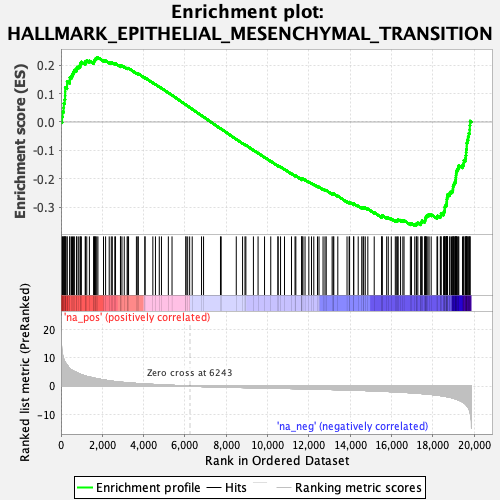 Enrichment plot:
HALLMARK_EPITHELIAL_MESENCHYMAL_TRANSITION
Enrichment score (ES)
0.2
0.1
0.0
-0.1
-0.2
-0.3
'na_pos' (positively correlated)
Ranked list metric (PreRanked)
20
10
0
-10
Zero cross at 6243
'na_neg' (negatively correlated)
0
2,000
4,000
6,000
8,000
10,000
12,000
14,000
16,000
18,000
20,000
Rank in Ordered Dataset
Enrichment profile
Hits
Ranking metric scores